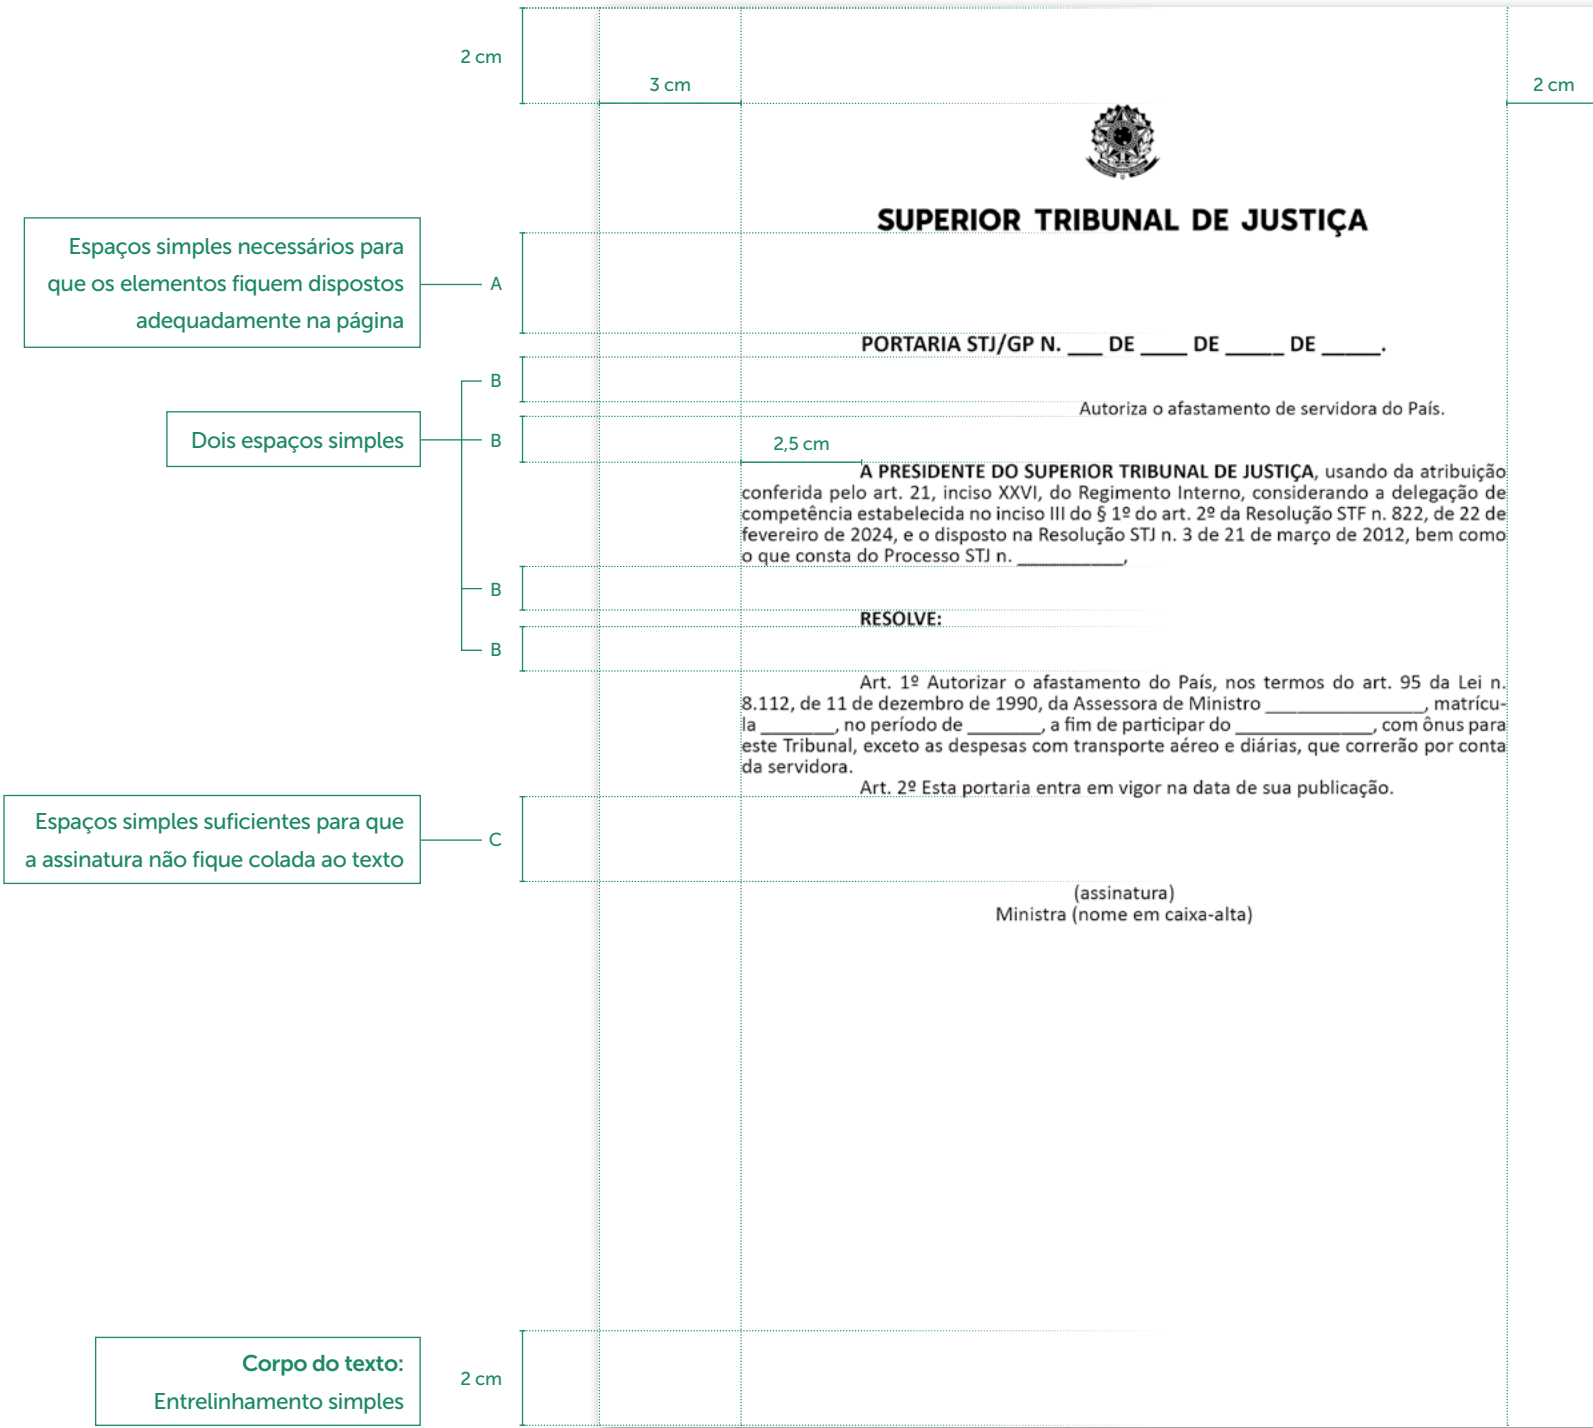 2 cm
3 cm
2 cm
SUPERIOR TRIBUNAL DE JUSTIÇA
Espaços simples necessários para
que os elementos fiquem dispostos
adequadamente na página
A
PORTARIA STJ/GP N. ___ DE ____ DE _____ DE _____.
B
Autoriza o afastamento de servidora do País.
Dois espaços simples
B
2,5 cm
A PRESIDENTE DO SUPERIOR TRIBUNAL DE JUSTIÇA, usando da atribuição
conferida pelo art. 21, inciso XXVI, do Regimento Interno, considerando a delegação de
competência estabelecida no inciso III do § 1º do art. 2º da Resolução STF n. 822, de 22 de
fevereiro de 2024, e o disposto na Resolução STJ n. 3 de 21 de março de 2012, bem como
o que consta do Processo STJ n. ___________,
B
RESOLVE:
B
Art. 1º Autorizar o afastamento do País, nos termos do art. 95 da Lei n.
8.112, de 11 de dezembro de 1990, da Assessora de Ministro ________________, matrícu-
la _______, no período de _______, a fim de participar do ______________, com ônus para
este Tribunal, exceto as despesas com transporte aéreo e diárias, que correrão por conta
da servidora.
Art. 2º Esta portaria entra em vigor na data de sua publicação.
Espaços simples suficientes para que
a assinatura não fique colada ao texto
C
(assinatura)
Ministra (nome em caixa-alta)
Corpo do texto:
Entrelinhamento simples
2 cm